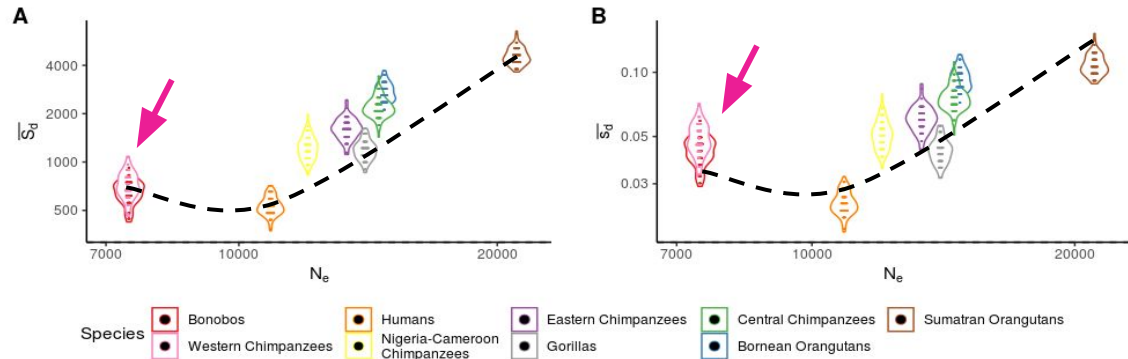 A
S̅d
4000
2000
1000
500
7000
10000
20000
Ne
B
s̅d
0.10
0.05
0.03
7000
10000
20000
Ne
Species
Bonobos
Humans
Eastern Chimpanzees
Central Chimpanzees
Sumatran Orangutans
Western Chimpanzees
Nigeria-Cameroon
Chimpanzees
Gorillas
Bornean Orangutans